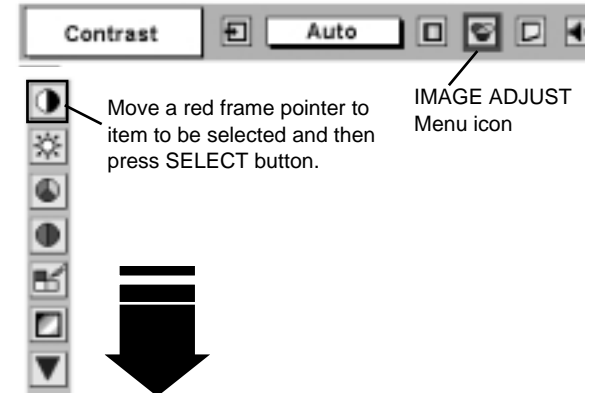 Contrast
Auto
Move a red frame pointer to
item to be selected and then
press SELECT button.
IMAGE ADJUST
Menu icon